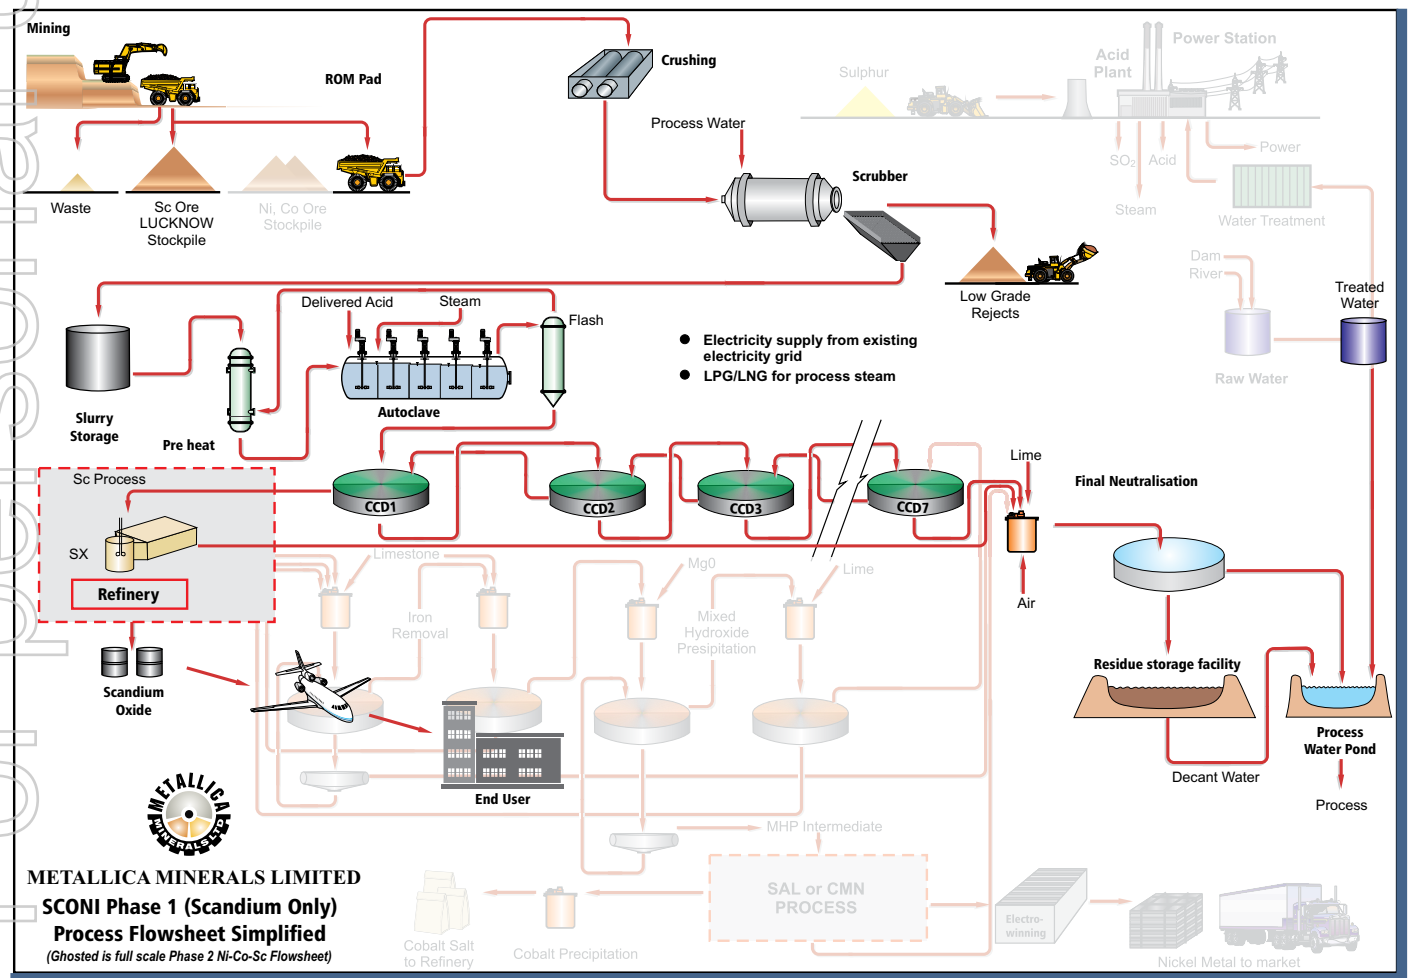 Mining
ROM Pad
Crushing
Process Water
Scrubber
Sulphur
Acid
Plant
Power Station
SO2
Acid
Power
Steam
Water Treatment
Waste
Sc Ore
LUCKNOW
Stockpile
Ni, Co Ore
Stockpile
Low Grade
Rejects
Dam
River
Treated
Water
Raw Water
Delivered Acid
Steam
Flash
Autoclave
Slurry
Storage
Pre heat
● Electricity supply from existing
electricity grid
● LPG/LNG for process steam
Sc Process
SX
Refinery
CCD1
CCD2
CCD3
CCD7
Lime
Air
Final Neutralisation
Limestone
Iron
Removal
Mg0
Mixed
Hydroxide
Presipitation
Lime
Scandium
Oxide
End User
Residue storage facility
Process
Water Pond
Decant Water
Process
MHP Intermediate
SAL or CMN
PROCESS
Cobalt Salt
to Refinery
Cobalt Precipitation
Electro-
winning
Nickel Metal to market
METALLICA
MINERALS LTD
METALLICA MINERALS LIMITED
SCONI Phase 1 (Scandium Only)
Process Flowsheet Simplified
(Ghosted is full scale Phase 2 Ni-Co-Sc Flowsheet)